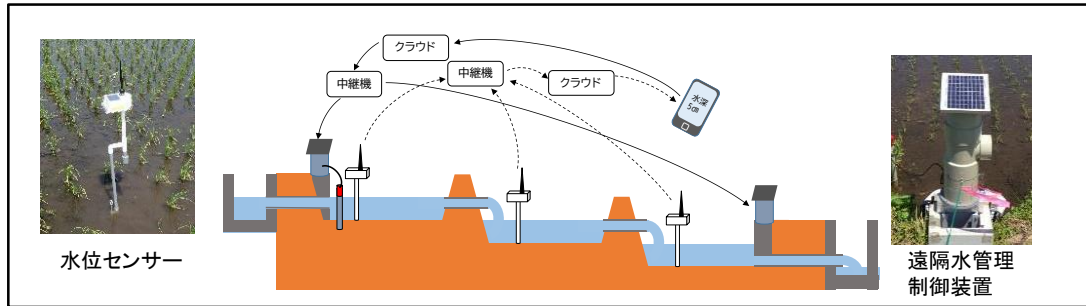 クラウド
中継機
クラウド
中継機
水深
5㎝
水位センサー
遠隔水管理
制御装置